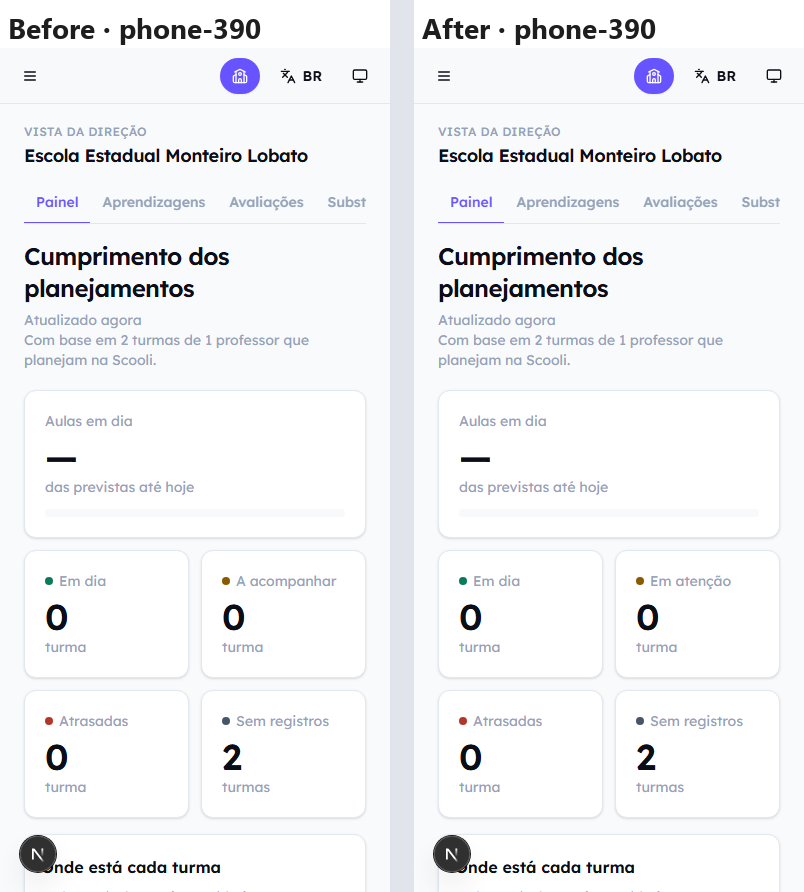 Before · phone-390
BR
VISTA DA DIREÇÃO
Escola Estadual Monteiro Lobato
Painel Aprendizagens Avaliações Subst
Cumprimento dos
planejamentos
Atualizado agora
Com base em 2 turmas de 1 professor que
planejam na Scooli.
Aulas em dia
—
das previstas até hoje
Em dia
0
turma
A acompanhar
0
turma
Atrasadas
0
turma
Sem registros
2
turmas
N
Onde está cada turma
After · phone-390
BR
VISTA DA DIREÇÃO
Escola Estadual Monteiro Lobato
Painel Aprendizagens Avaliações Subst
Cumprimento dos
planejamentos
Atualizado agora
Com base em 2 turmas de 1 professor que
planejam na Scooli.
Aulas em dia
—
das previstas até hoje
Em dia
0
turma
Em atenção
0
turma
Atrasadas
0
turma
Sem registros
2
turmas
N
Onde está cada turma